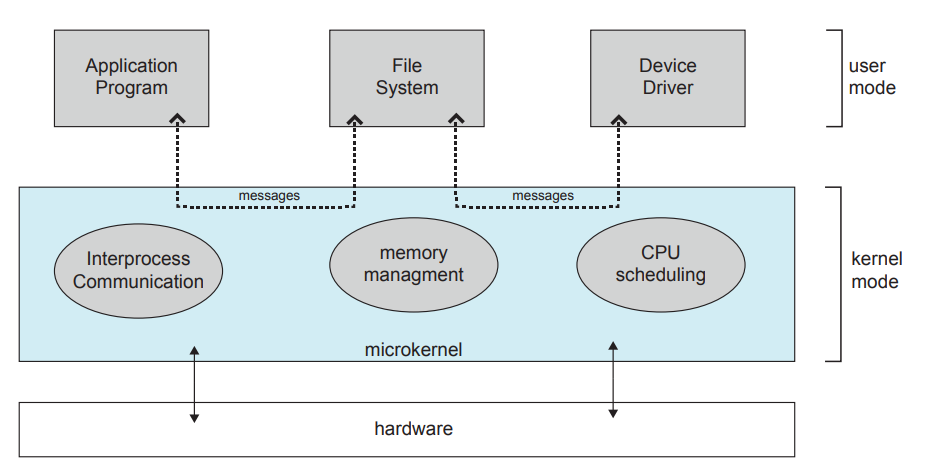 Application
Program
File
System
Device
Driver
user
mode
messages
messages
Interprocess
Communication
memory
managment
CPU
scheduling
kernel
mode
microkernel
hardware